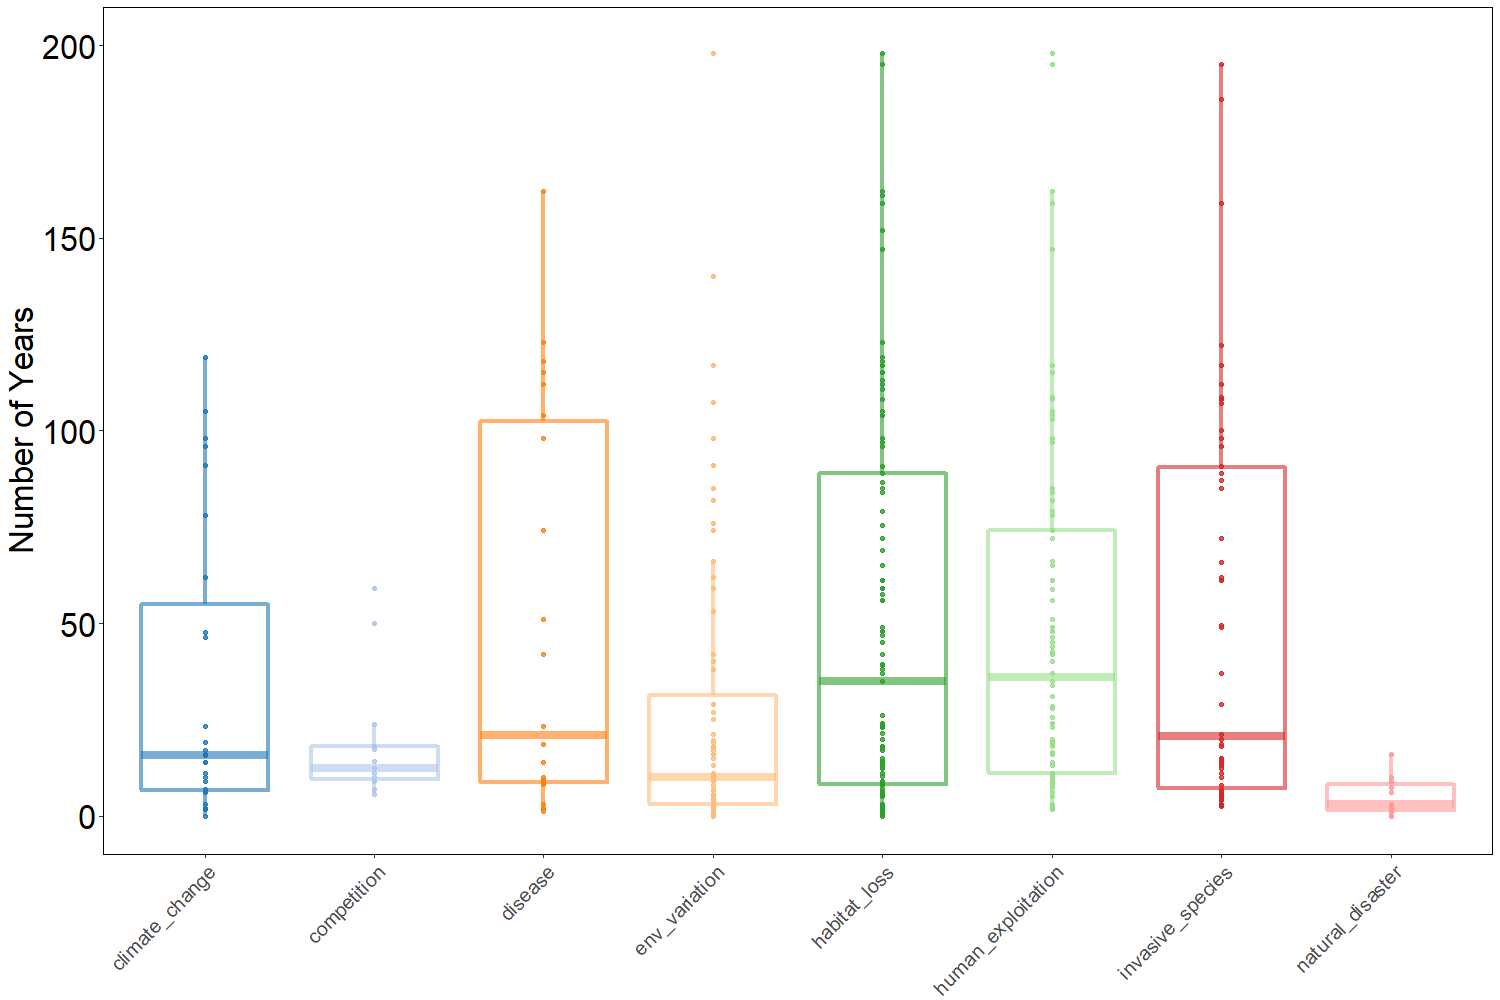 Number of Years
200
150
100
50
0
climate_change
competition
disease
env_variation
habitat_loss
human_exploitation
invasive_species
natural_disaster